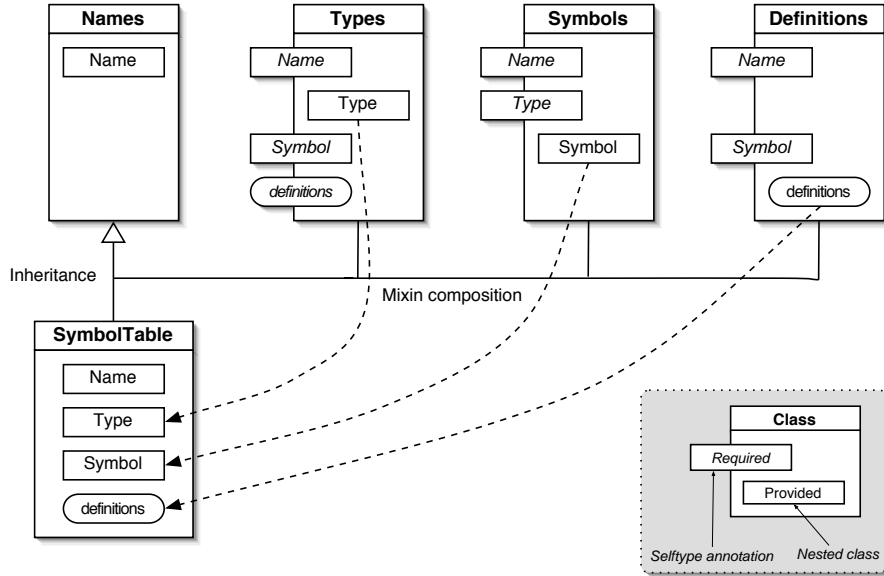 Names
Types
Symbols
Definitions
Name
Name
Name
Name
Type
Type
Symbol
Symbol
Symbol
definitions
definitions
Inheritance
Mixin composition
SymbolTable
Name
Type
Symbol
definitions
Class
Required
Provided
Selftype annotation
Nested class